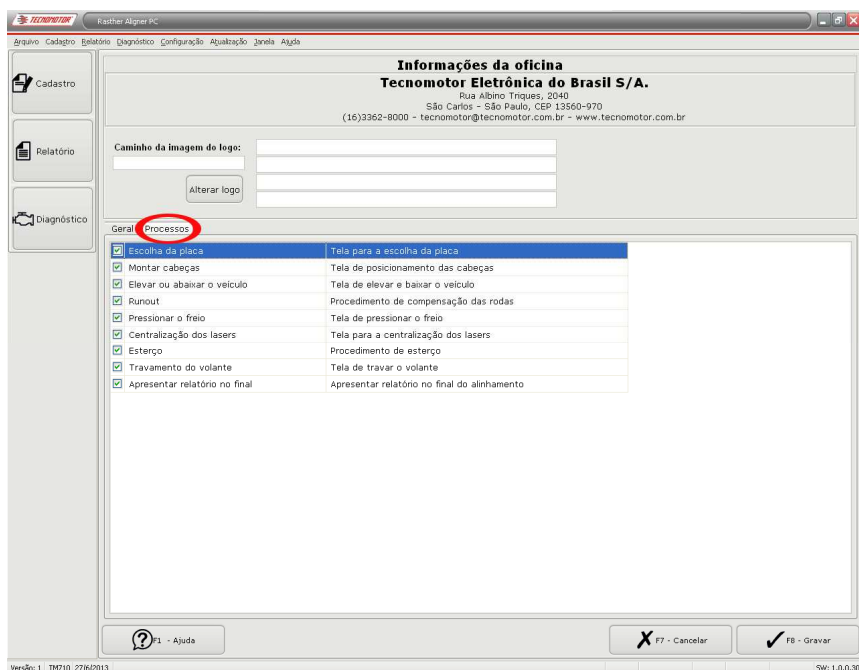 TECNOMOTOR
Rasther Aligner PC
Arquivo Cadastro Relatório Diagnóstico Configuração Atualização Janela Ajuda
Informações da oficina
Tecnomotor Eletrônica do Brasil S/A.
Rua Albino Triques, 2040
São Carlos - São Paulo, CEP 13560-970
(16)3362-8000 - tecnomotor@tecnomotor.com.br - www.tecnomotor.com.br
Cadastro
Relatório
Diagnóstico
Caminho da imagem do logo:
Alterar logo
Geral Processos
Escolha da placa Tela para a escolha da placa
Montar cabeças Tela de posicionamento das cabeças
Elevar ou abaixar o veículo Tela de elevar e baixar o veículo
Runout Procedimento de compensação das rodas
Pressionar o freio Tela de pressionar o freio
Centralização dos lasers Tela para a centralização dos lasers
Esterço Procedimento de esterço
Travamento do volante Tela de travar o volante
Apresentar relatório no final Apresentar relatório no final do alinhamento
F1 - Ajuda
F7 - Cancelar
F8 - Gravar
Versão: 1 TM710 27/6/2013 SW: 1.0.0.30